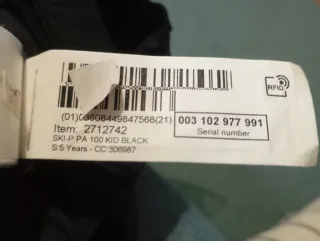 RFID
(01)03608449847568(21)
003 102 977 991
Item: 2712742
Serial number
SKI-P PA 100 KID BLACK
S:5 Years - CC:306987